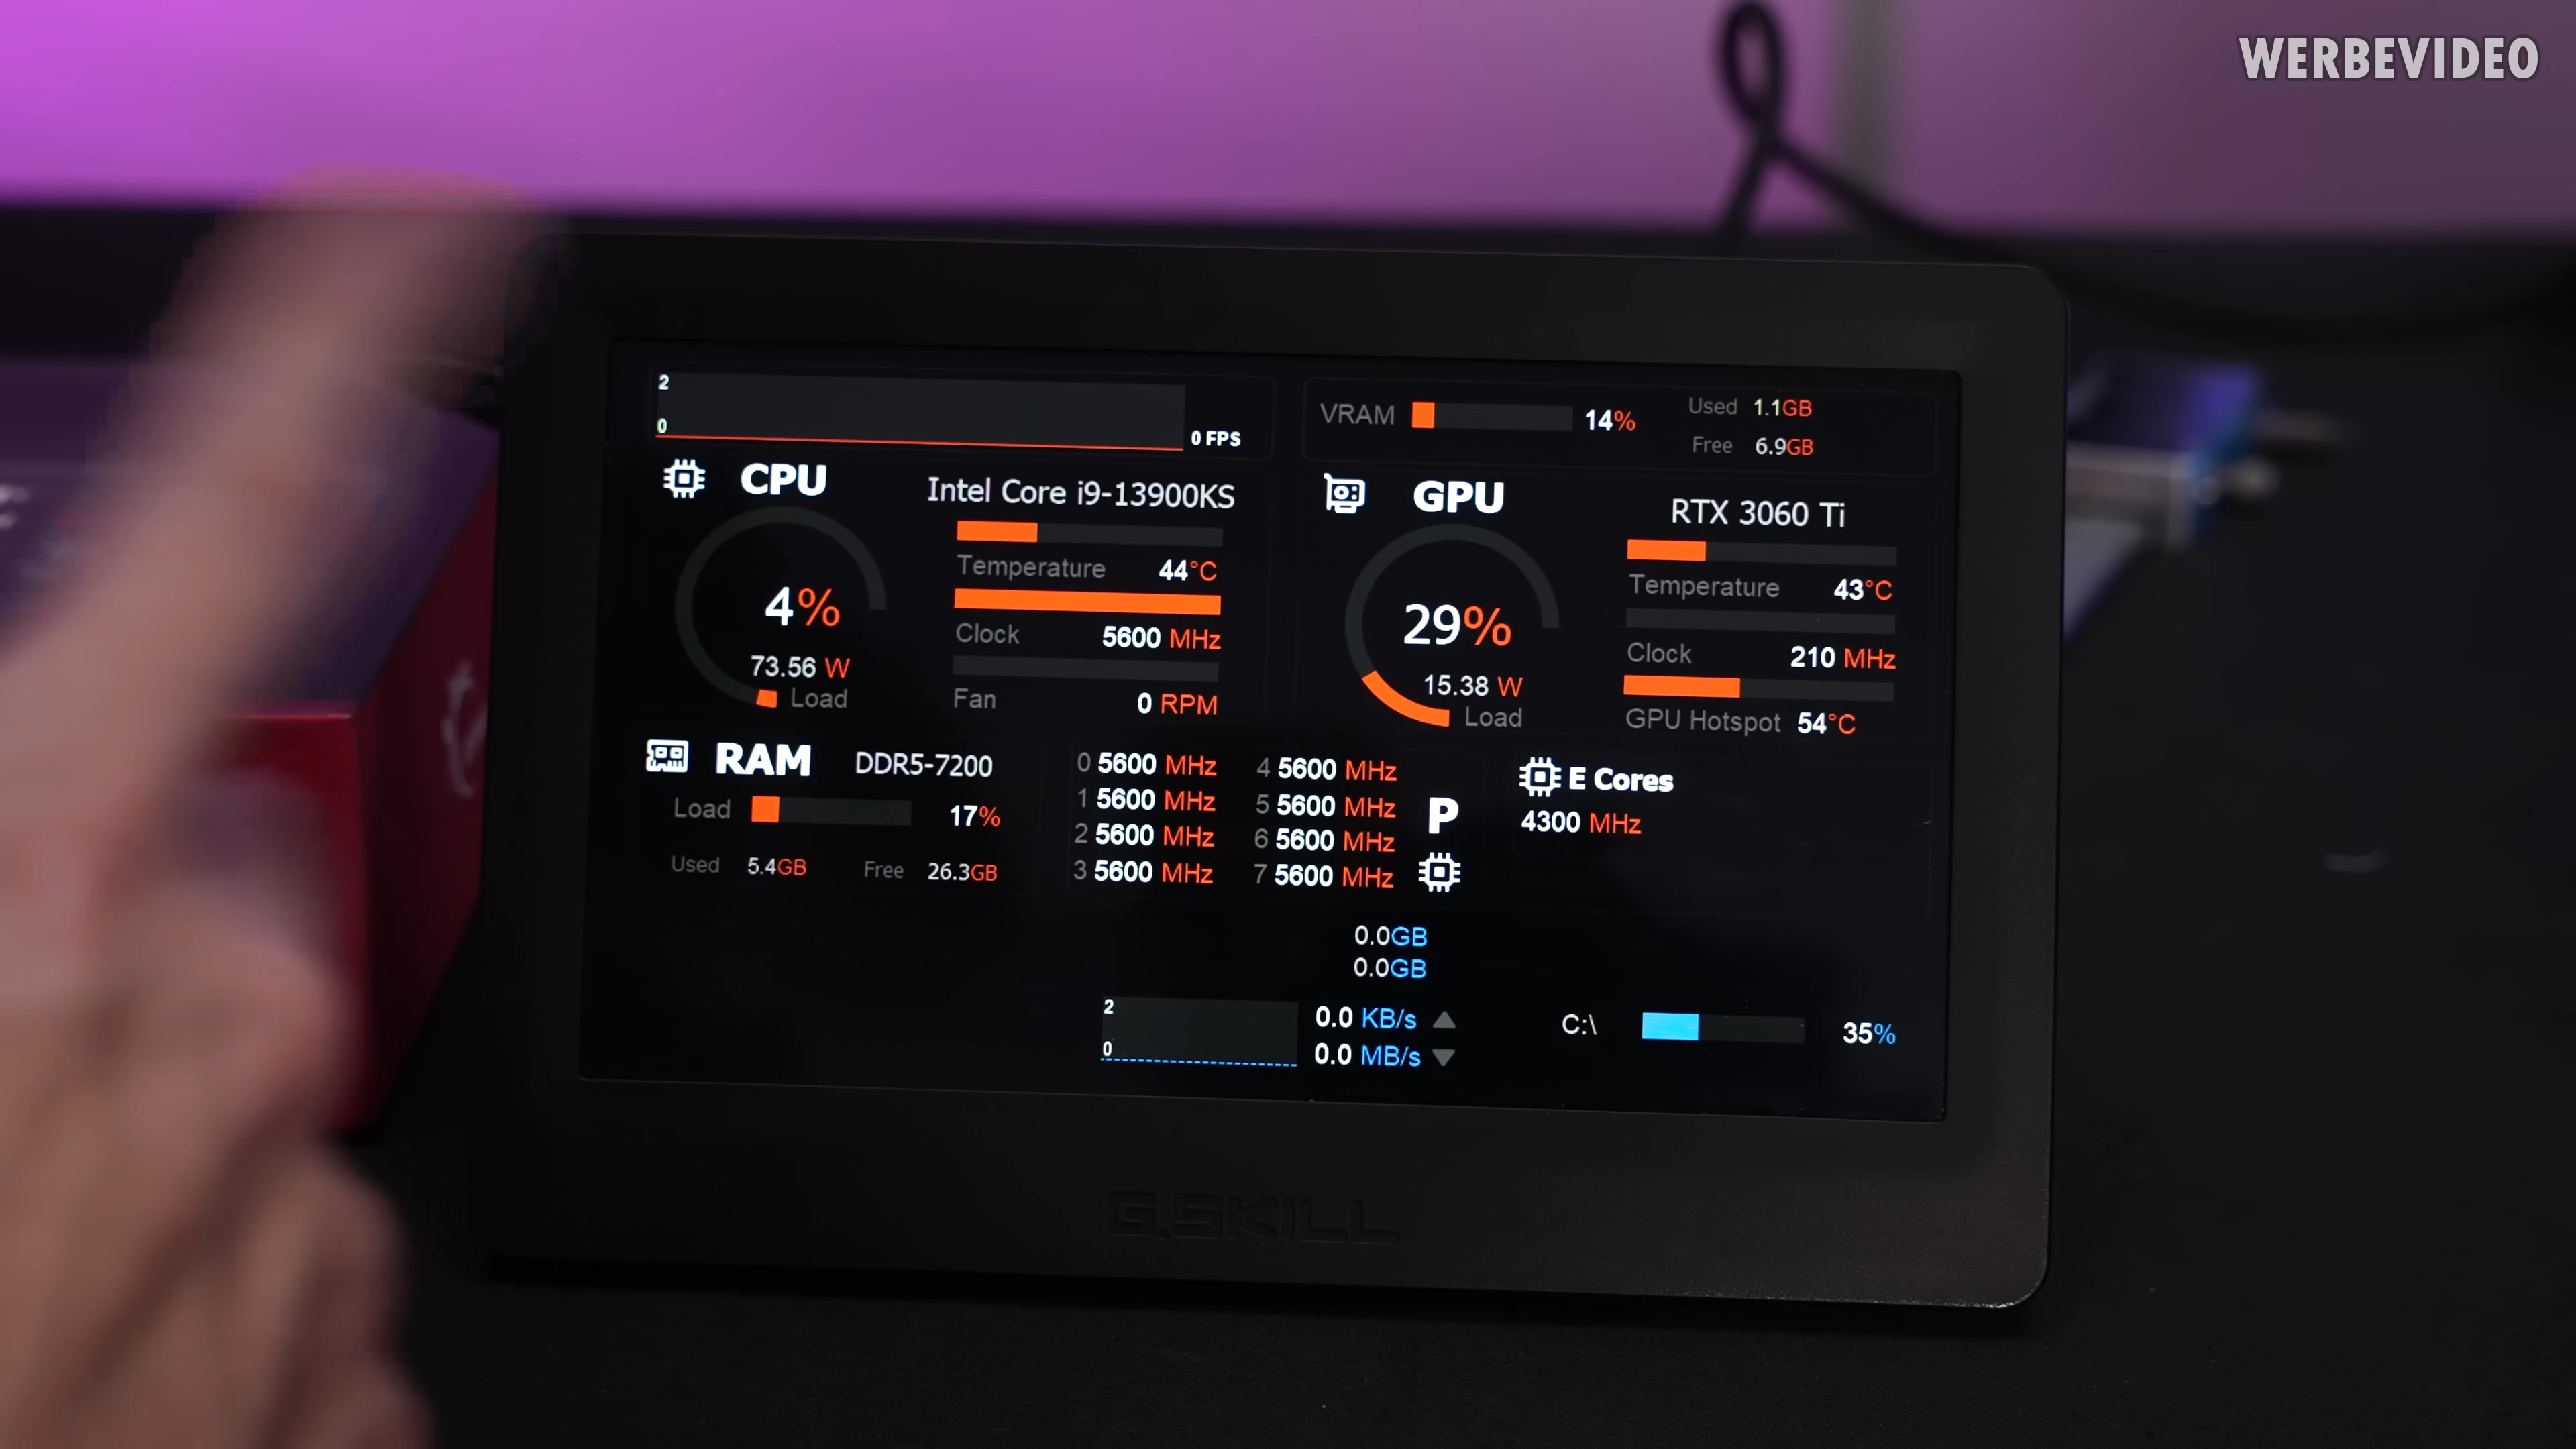 WERBEVIDEO
2
0
0 FPS
VRAM 14%
Used 1.1GB
Free 6.9GB
CPU
Intel Core i9-13900KS
4%
73.56 W
Load
Temperature 44°C
Clock 5600 MHz
Fan 0 RPM
GPU
RTX 3060 Ti
29%
15.38 W
Load
Temperature 43°C
Clock 210 MHz
GPU Hotspot 54°C
RAM DDR5-7200
Load 17%
Used 5.4GB Free 26.3GB
0 5600 MHz 4 5600 MHz
1 5600 MHz 5 5600 MHz
2 5600 MHz 6 5600 MHz
3 5600 MHz 7 5600 MHz
P
E Cores
4300 MHz
0.0GB
0.0GB
2
0
0.0 KB/s
0.0 MB/s
C:\ 35%
G.SKILL